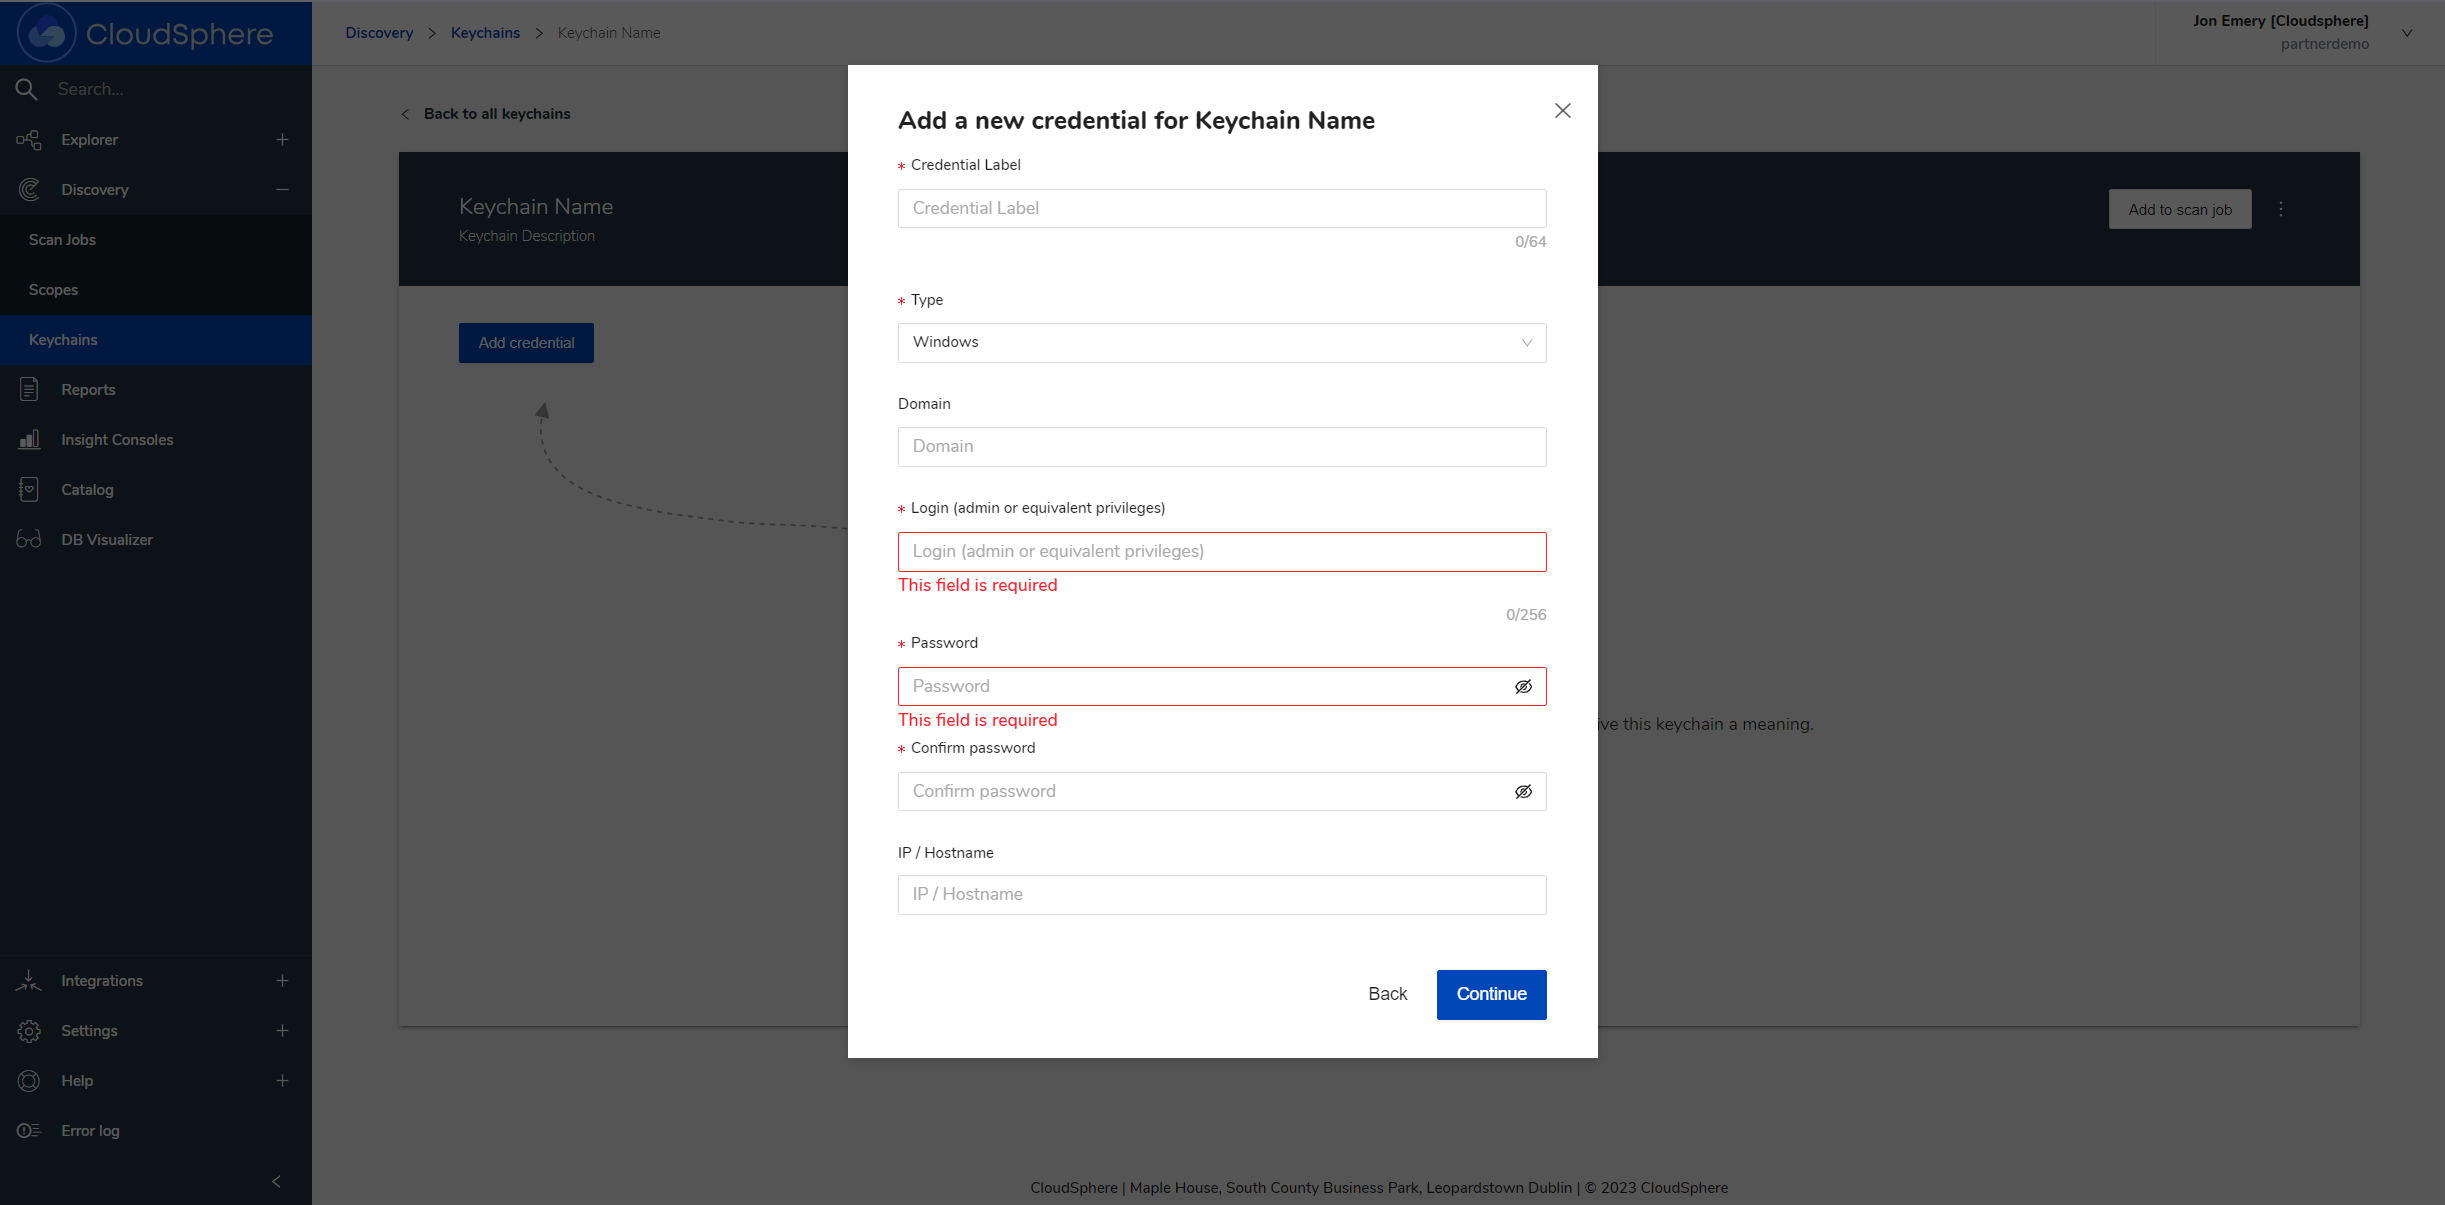 CloudSphere
Discovery > Keychains > Keychain Name
Jon Emery [Cloudsphere]
partnerdemo
Search...
Explorer
Discovery
Scan Jobs
Scopes
Keychains
Reports
Insight Consoles
Catalog
DB Visualizer
Integrations
Settings
Help
Error log
< Back to all keychains
Keychain Name
Keychain Description
Add to scan job
Add credential
ive this keychain a meaning.
Add a new credential for Keychain Name
* Credential Label
Credential Label
0/64
* Type
Windows
Domain
Domain
* Login (admin or equivalent privileges)
Login (admin or equivalent privileges)
This field is required
0/256
* Password
Password
This field is required
* Confirm password
Confirm password
IP / Hostname
IP / Hostname
Back
Continue
CloudSphere | Maple House, South County Business Park, Leopardstown Dublin | © 2023 CloudSphere